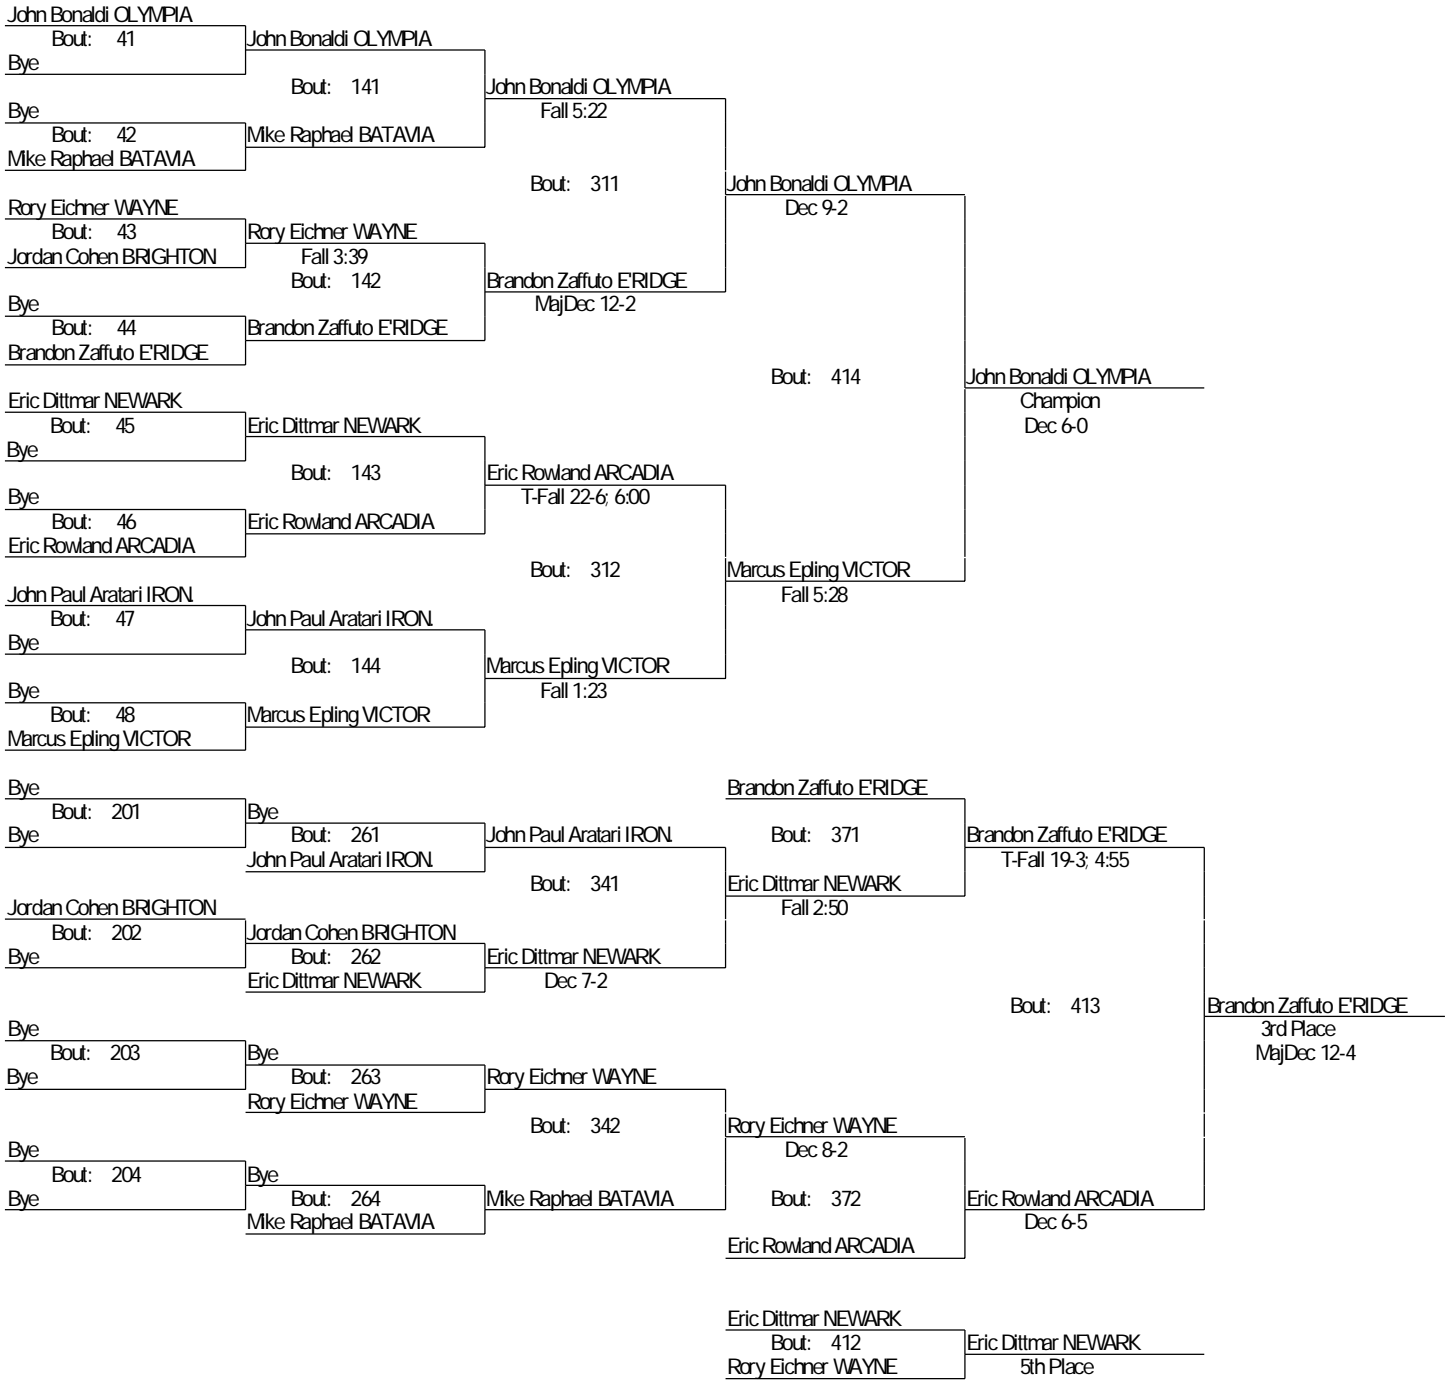 John Bonaldi OLYMPIA
Bout: 41
Bye
John Bonaldi OLYMPIA
Bout: 141
John Bonaldi OLYMPIA
Fall 5:22
Bye
Bout: 42
Mike Raphael BATAVIA
Mike Raphael BATAVIA
Bout: 311
John Bonaldi OLYMPIA
Dec 9-2
Rory Eichner WAYNE
Bout: 43
Jordan Cohen BRIGHTON
Rory Eichner WAYNE
Fall 3:39
Bout: 142
Brandon Zaffuto E'RIDGE
MajDec 12-2
Bye
Bout: 44
Brandon Zaffuto E'RIDGE
Brandon Zaffuto E'RIDGE
Bout: 414
John Bonaldi OLYMPIA
Champion
Dec 6-0
Eric Dittmar NEWARK
Bout: 45
Bye
Eric Dittmar NEWARK
Bout: 143
Eric Rowland ARCADIA
T-Fall 22-6; 6:00
Bye
Bout: 46
Eric Rowland ARCADIA
Eric Rowland ARCADIA
Bout: 312
Marcus Epling VICTOR
Fall 5:28
John Paul Aratari IRON.
Bout: 47
Bye
John Paul Aratari IRON.
Bout: 144
Marcus Epling VICTOR
Fall 1:23
Bye
Bout: 48
Marcus Epling VICTOR
Marcus Epling VICTOR
Bye
Bout: 201
Bye
Bye
Bout: 261
John Paul Aratari IRON.
John Paul Aratari IRON.
Bout: 341
Brandon Zaffuto E'RIDGE
Bout: 371
Eric Dittmar NEWARK
Fall 2:50
Brandon Zaffuto E'RIDGE
T-Fall 19-3; 4:55
Jordan Cohen BRIGHTON
Bout: 202
Bye
Jordan Cohen BRIGHTON
Bout: 262
Eric Dittmar NEWARK
Eric Dittmar NEWARK
Dec 7-2
Bout: 413
Brandon Zaffuto E'RIDGE
3rd Place
MajDec 12-4
Bye
Bout: 203
Bye
Bye
Bout: 263
Rory Eichner WAYNE
Rory Eichner WAYNE
Bout: 342
Rory Eichner WAYNE
Dec 8-2
Bye
Bout: 204
Bye
Bye
Bout: 264
Mike Raphael BATAVIA
Mike Raphael BATAVIA
Bout: 372
Eric Rowland ARCADIA
Eric Rowland ARCADIA
Dec 6-5
Eric Dittmar NEWARK
Bout: 412
Rory Eichner WAYNE
Eric Dittmar NEWARK
5th Place